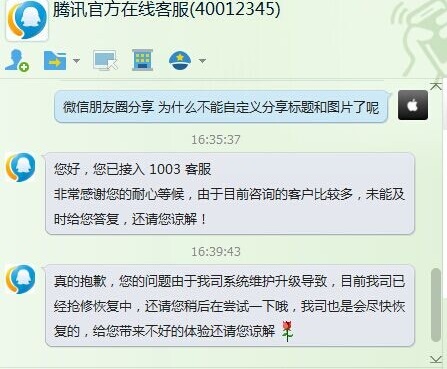 腾讯官方在线客服(40012345)
微信朋友圈分享 为什么不能自定义分享标题和图片了呢
16:35:37
您好，您已接入 1003 客服
非常感谢您的耐心等候，由于目前咨询的客户比较多，未能及
时给您答复，还请您谅解！
16:39:43
真的抱歉，您的问题由于我司系统维护升级导致，目前我司已
经抢修恢复中，还请您稍后在尝试一下哦，我司也是会尽快恢
复的，给您带来不好的体验还请您谅解